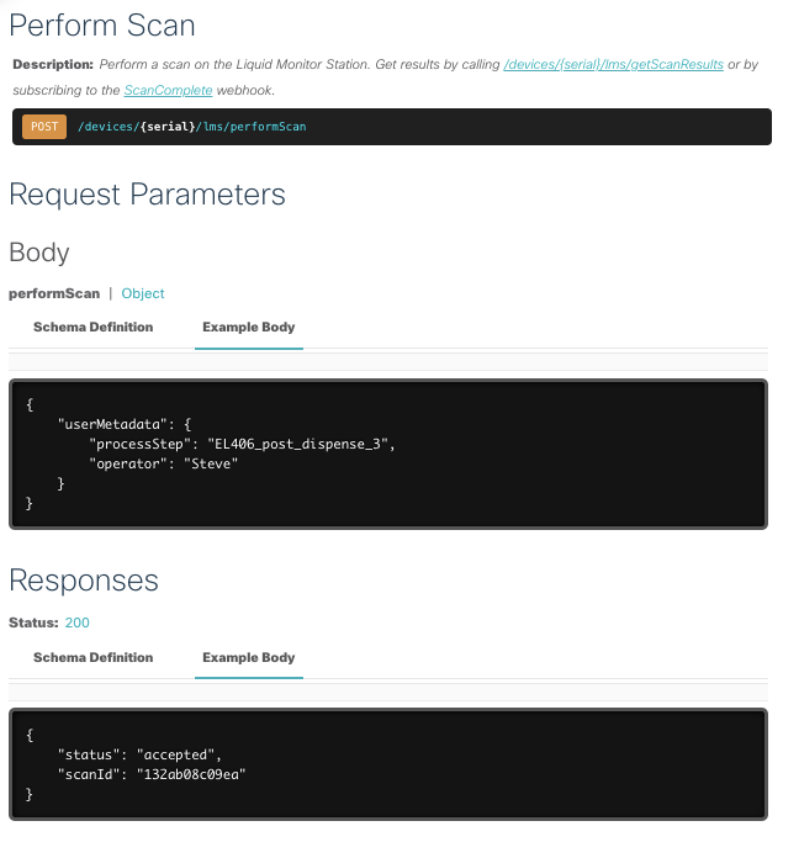 Perform Scan
Description: Perform a scan on the Liquid Monitor Station. Get results by calling /devices/{serial}/lms/getScanResults or by
subscribing to the ScanComplete webhook.
POST /devices/{serial}/lms/performScan
Request Parameters
Body
performScan | Object
Schema Definition Example Body
{
    "userMetadata": {
        "processStep": "EL406_post_dispense_3",
        "operator": "Steve"
    }
}
Responses
Status: 200
Schema Definition Example Body
{
    "status": "accepted",
    "scanId": "132ab08c09ea"
}